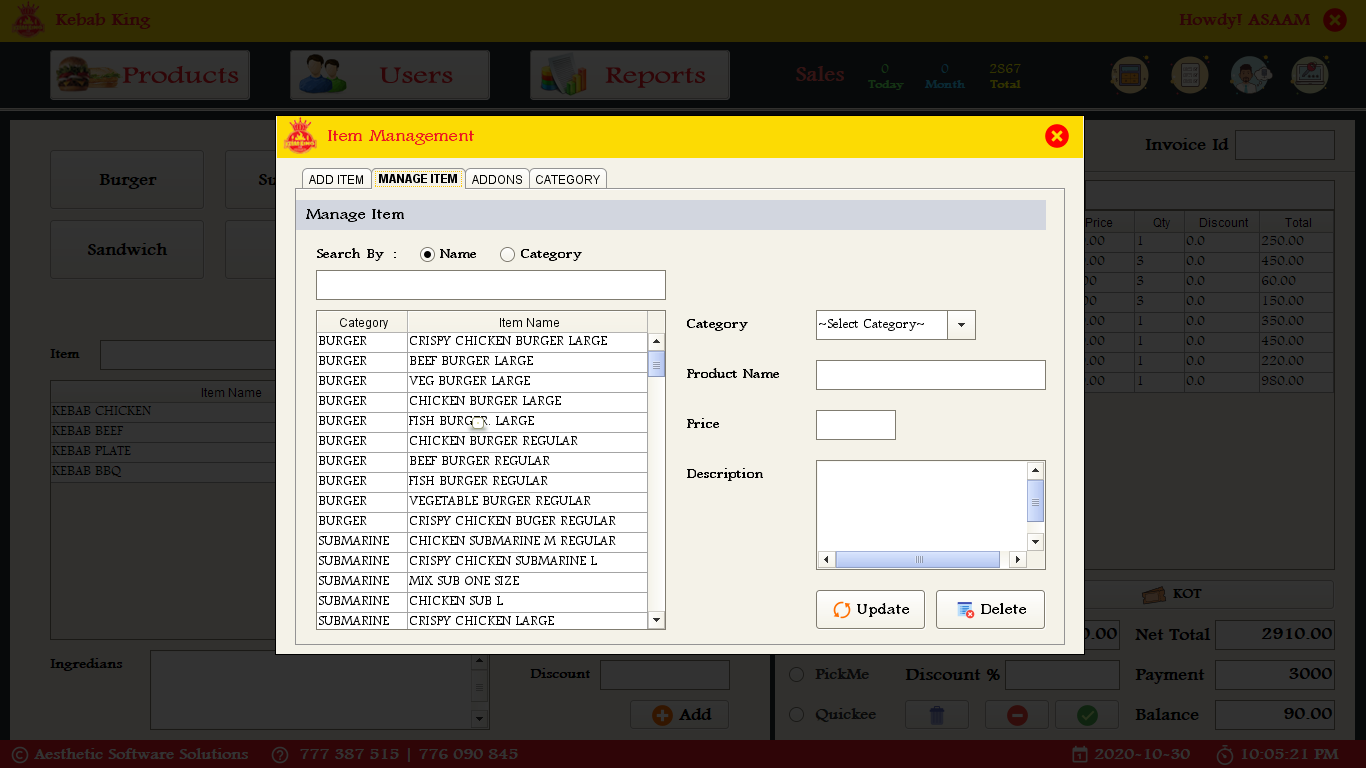 Kebab King
Howdy! ASAAM
Products
Users
Reports
Sales
0
Today
0
Month
2867
Total
Item Management
ADD ITEM
MANAGE ITEM
ADDONS
CATEGORY
Manage Item
Search By :
Name
Category
Category Item Name
BURGER CRISPY CHICKEN BURGER LARGE
BURGER BEEF BURGER LARGE
BURGER VEG BURGER LARGE
BURGER CHICKEN BURGER LARGE
BURGER FISH BURGER. LARGE
BURGER CHICKEN BURGER REGULAR
BURGER BEEF BURGER REGULAR
BURGER FISH BURGER REGULAR
BURGER VEGETABLE BURGER REGULAR
BURGER CRISPY CHICKEN BUGER REGULAR
SUBMARINE CHICKEN SUBMARINE M REGULAR
SUBMARINE CRISPY CHICKEN SUBMARINE L
SUBMARINE MIX SUB ONE SIZE
SUBMARINE CHICKEN SUB L
SUBMARINE CRISPY CHICKEN LARGE
Category ~Select Category~
Product Name
Price
Description
Update
Delete
Burger
Sandwich
Item
Item Name
KEBAB CHICKEN
KEBAB BEEF
KEBAB PLATE
KEBAB BBQ
Ingredians
Discount
Add
Invoice Id
Price Qty Discount Total
.00 1 0.0 250.00
.00 3 0.0 450.00
3 0.0 60.00
00 3 0.0 150.00
.00 1 0.0 350.00
.00 1 0.0 450.00
.00 1 0.0 220.00
.00 1 0.0 980.00
KOT
0.00
Net Total 2910.00
PickMe
Discount %
Payment 3000
Quickee
Balance 90.00
© Aesthetic Software Solutions
777 387 515 | 776 090 845
2020-10-30
10:05:21 PM